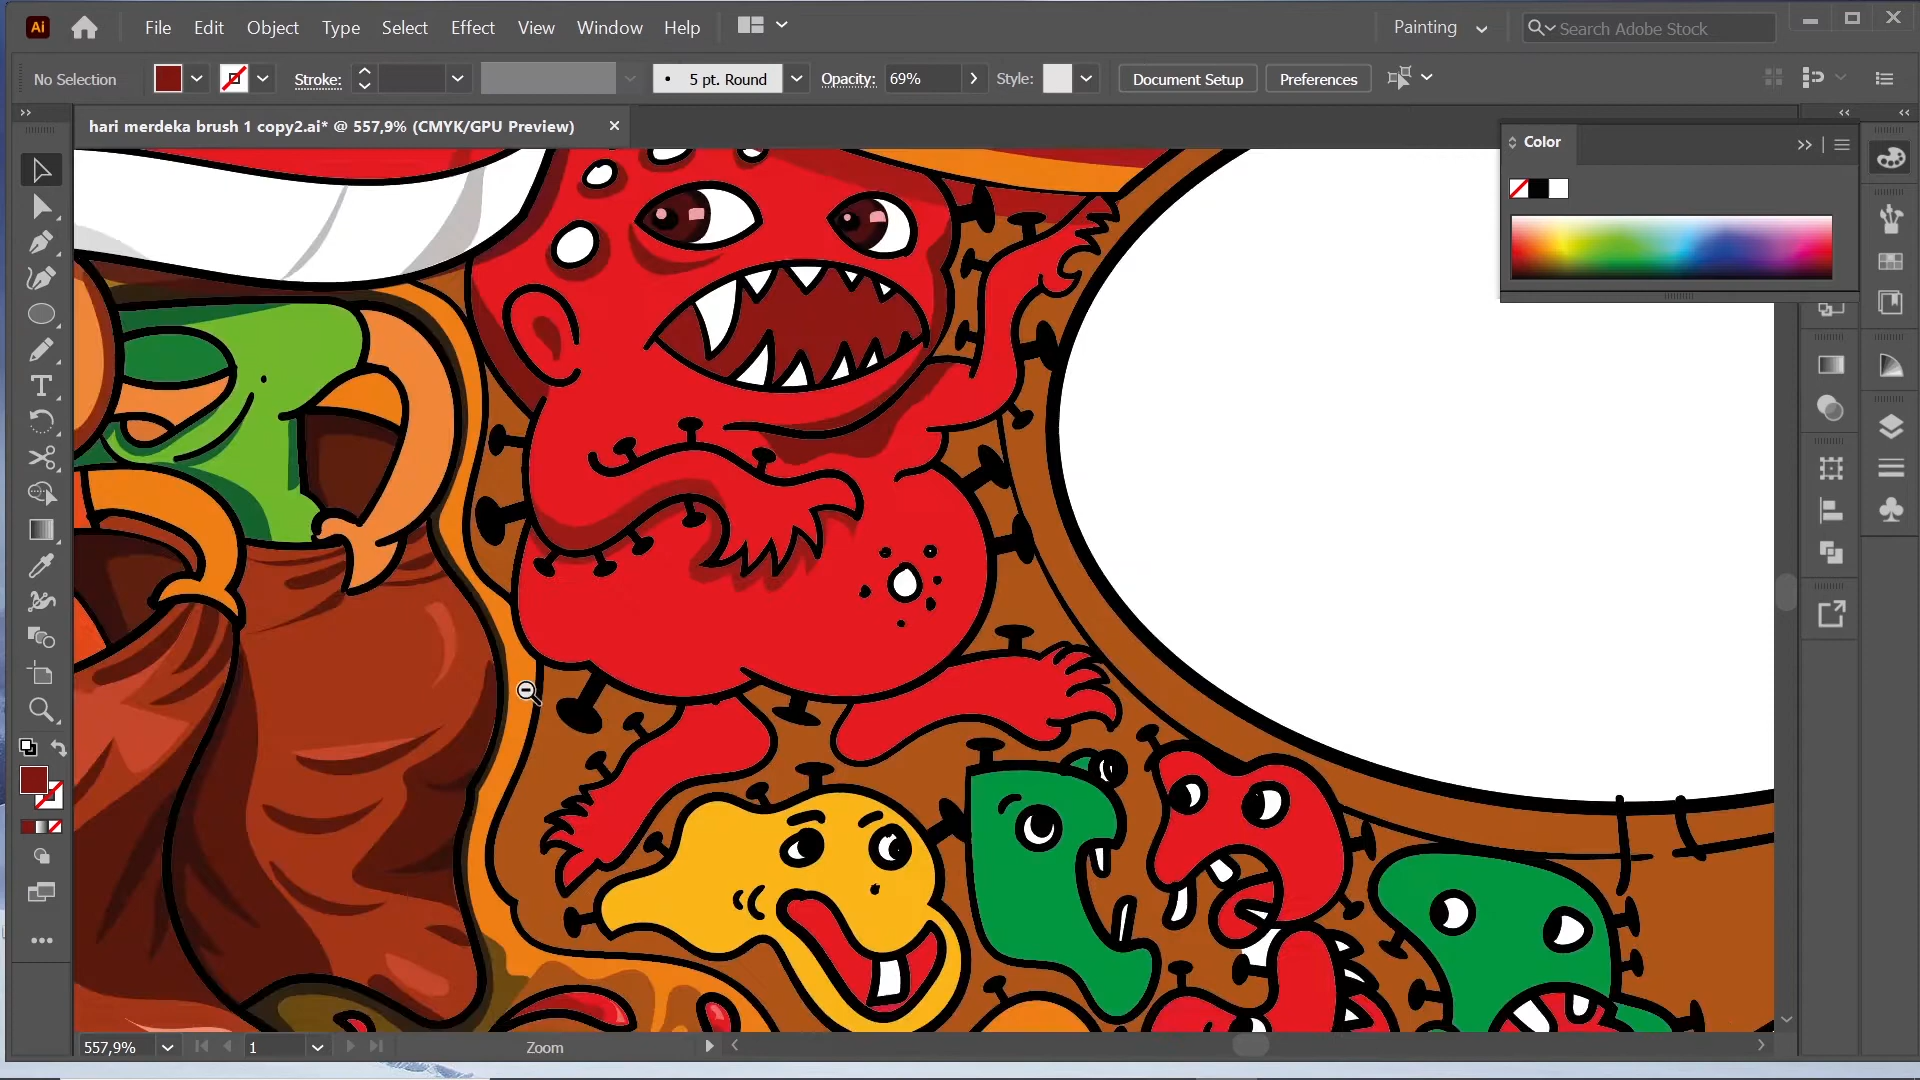 Ai File Edit Object Type Select Effect View Window Help Painting Search Adobe Stock
No Selection Stroke: 5 pt. Round Opacity: 69% Style: Document Setup Preferences
hari merdeka brush 1 copy2.ai* @ 557,9% (CMYK/GPU Preview)
Color
557,9% 1 Zoom